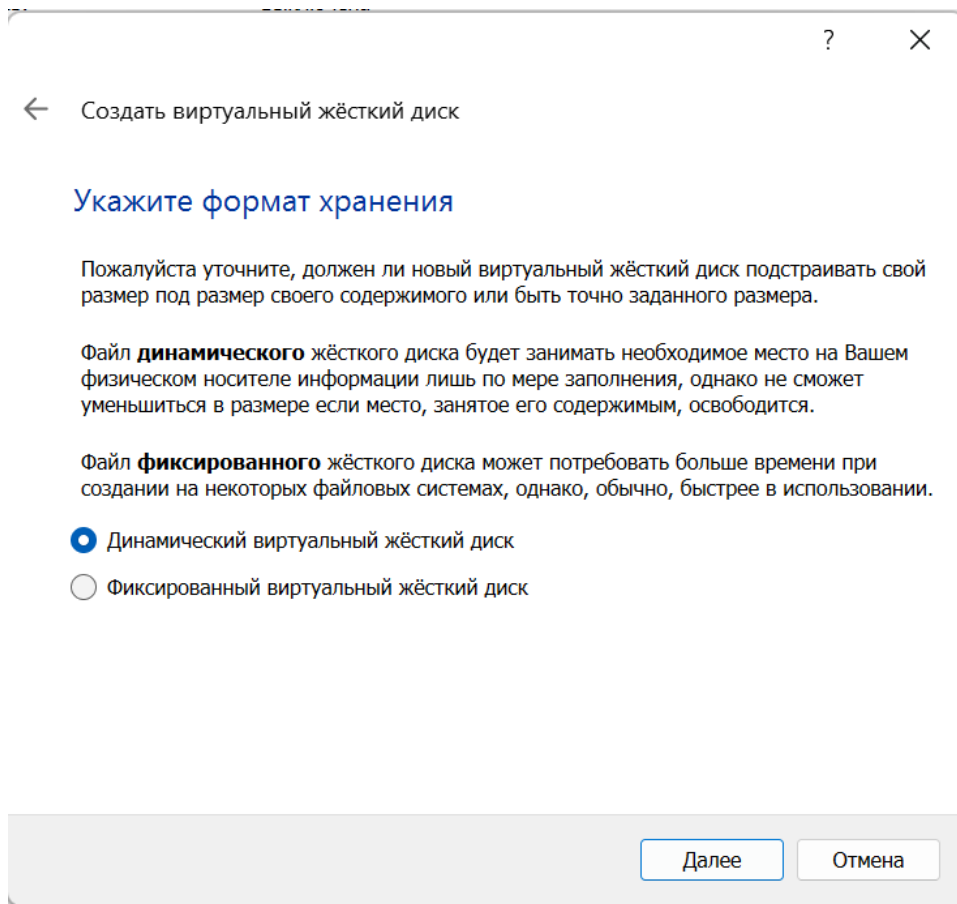 ?
Создать виртуальный жёсткий диск
Укажите формат хранения
Пожалуйста уточните, должен ли новый виртуальный жёсткий диск подстраивать свой
размер под размер своего содержимого или быть точно заданного размера.
Файл динамического жёсткого диска будет занимать необходимое место на Вашем
физическом носителе информации лишь по мере заполнения, однако не сможет
уменьшиться в размере если место, занятое его содержимым, освободится.
Файл фиксированного жёсткого диска может потребовать больше времени при
создании на некоторых файловых системах, однако, обычно, быстрее в использовании.
Динамический виртуальный жёсткий диск
Фиксированный виртуальный жёсткий диск
Далее Отмена